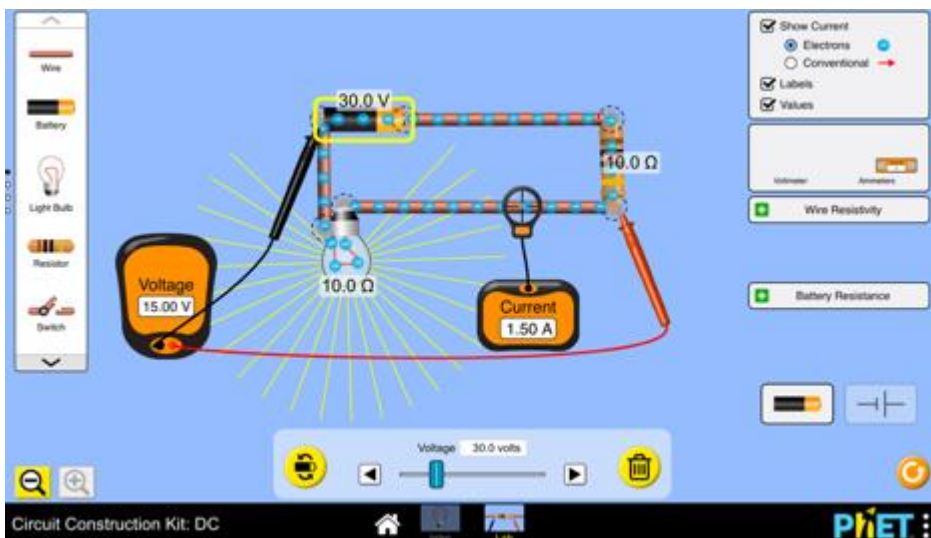 Wire
Battery
Light Bulb
Resistor
Switch
30.0 V
10.0 Ω
10.0 Ω
Voltage
15.00 V
Current
1.50 A
Show Current
Electrons
Conventional
Labels
Values
Voltmeter Ammeters
Wire Resistivity
Battery Resistance
Voltage 30.0 volts
Circuit Construction Kit: DC
Lab
PhET